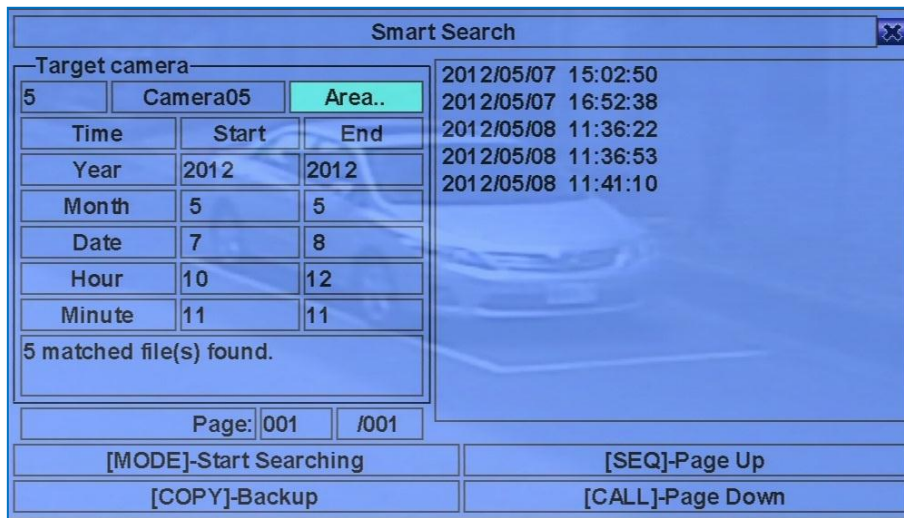 Smart Search
Target camera
5 Camera05 Area..
Time Start End
Year 2012 2012
Month 5 5
Date 7 8
Hour 10 12
Minute 11 11
5 matched file(s) found.
Page: 001 /001
2012/05/07 15:02:50
2012/05/07 16:52:38
2012/05/08 11:36:22
2012/05/08 11:36:53
2012/05/08 11:41:10
[MODE]-Start Searching [SEQ]-Page Up
[COPY]-Backup [CALL]-Page Down